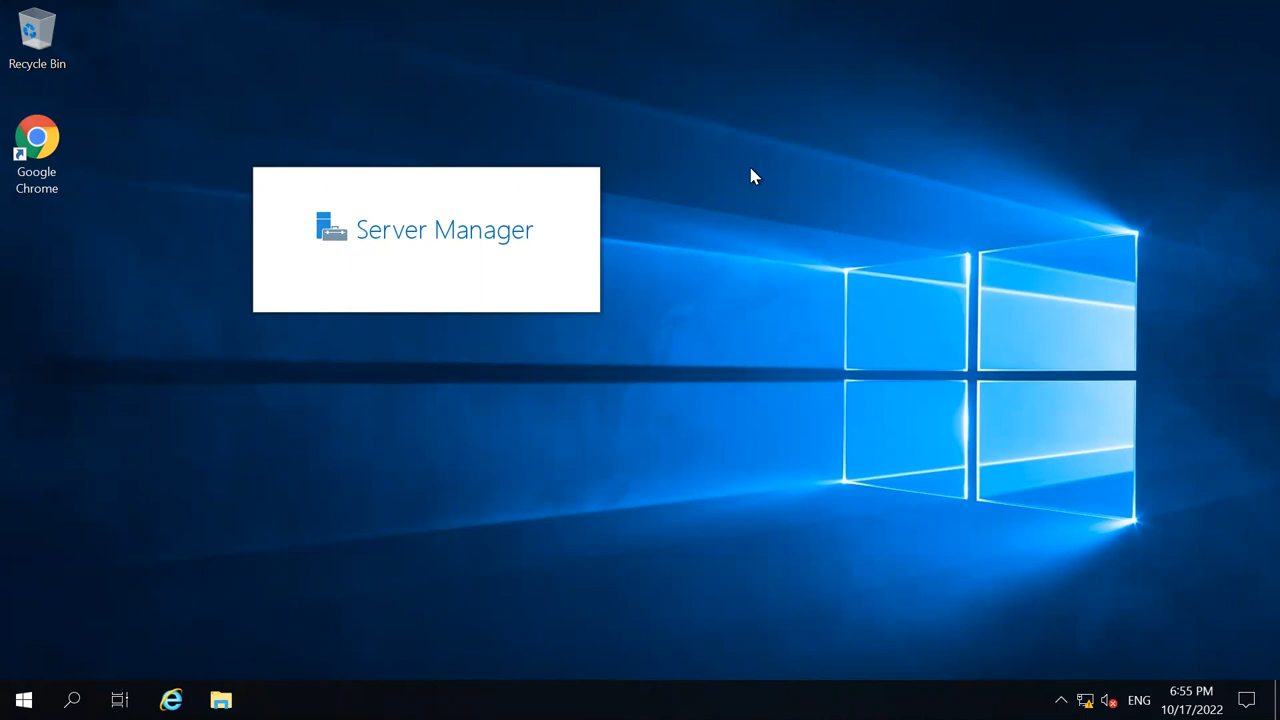 Recycle Bin
Google
Chrome
Server Manager
ENG
6:55 PM
10/17/2022